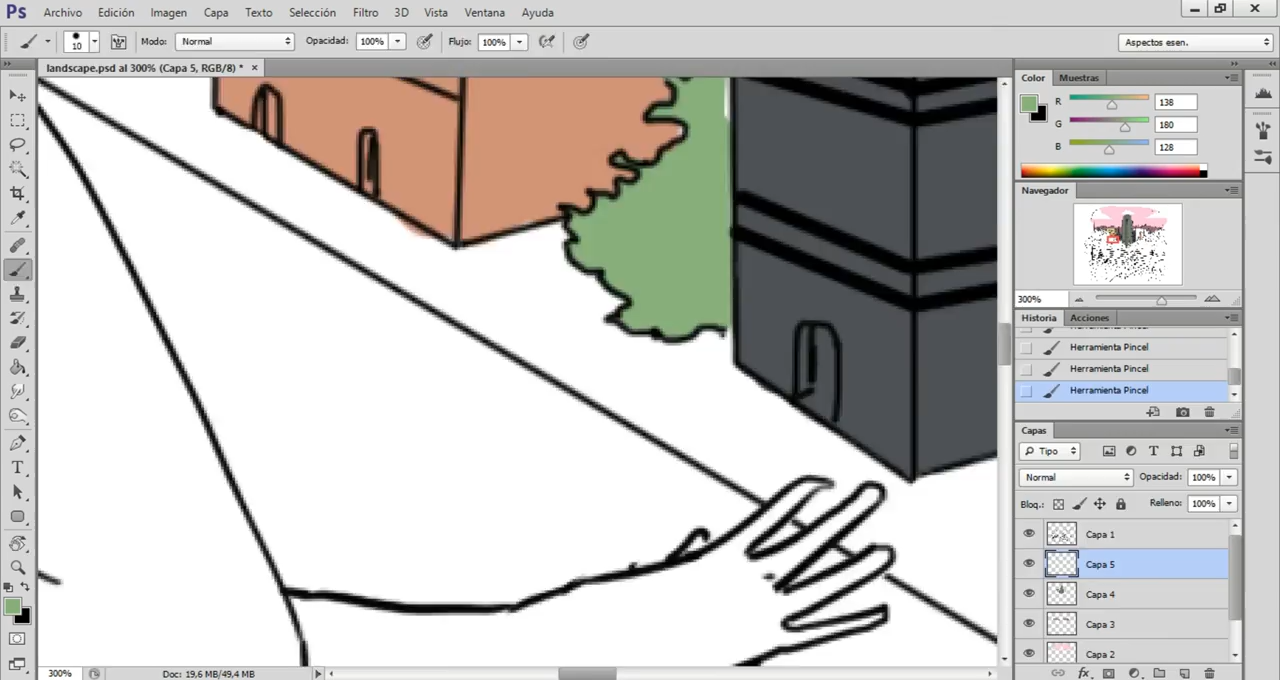 Ps Archivo Edición Imagen Capa Texto Selección Filtro 3D Vista Ventana Ayuda
10 Modo: Normal Opacidad: 100% Flujo: 100% Aspectos esen.
landscape.psd al 300% (Capa 5, RGB/8) * ×
Color Muestras
R 138
G 180
B 128
Navegador
300%
Historia Acciones
Herramienta Pincel
Herramienta Pincel
Herramienta Pincel
Capas
Tipo
Normal Opacidad: 100%
Bloq.: Relleno: 100%
Capa 1
Capa 5
Capa 4
Capa 3
Capa 2
300% Doc: 19,6 MB/49,4 MB